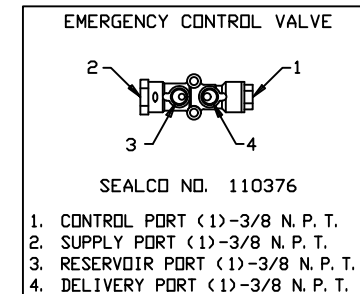 EMERGENCY CONTROL VALVE
2
1
3
4
SEALCO NO. 110376
1. CONTROL PORT (1)-3/8 N. P. T.
2. SUPPLY PORT (1)-3/8 N. P. T.
3. RESERVOIR PORT (1)-3/8 N. P. T.
4. DELIVERY PORT (1)-3/8 N. P. T.